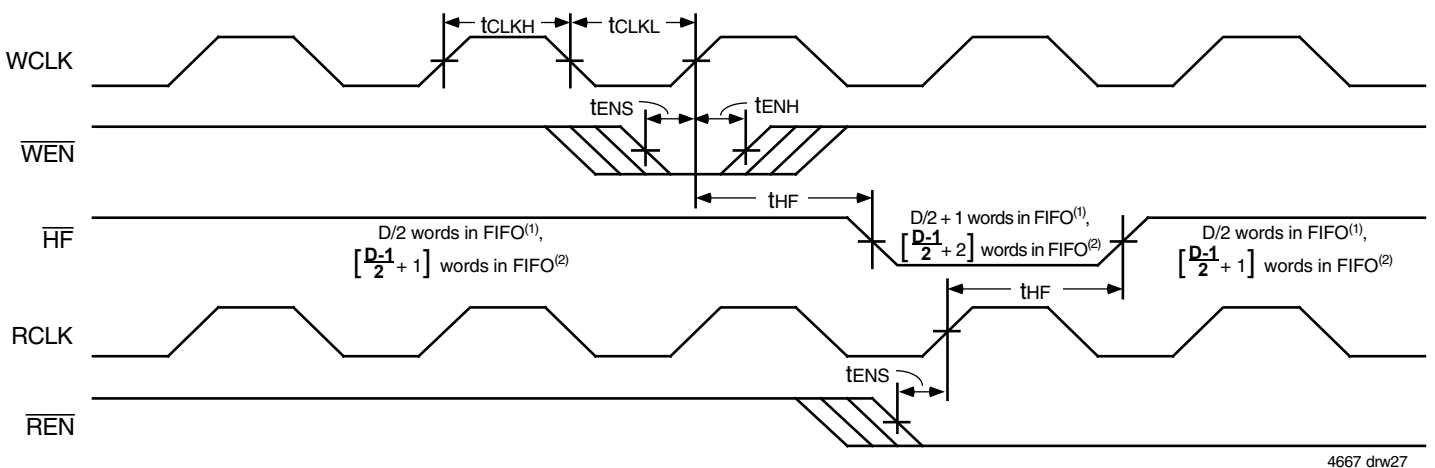 tCLKH
tCLKL
WCLK
tENS
tENH
WEN
tHF
HF
D/2 words in FIFO(1),
[D-1/2 + 1] words in FIFO(2)
D/2 + 1 words in FIFO(1),
[D-1/2 + 2] words in FIFO(2)
D/2 words in FIFO(1),
[D-1/2 + 1] words in FIFO(2)
tHF
RCLK
tENS
REN
4667 drw27